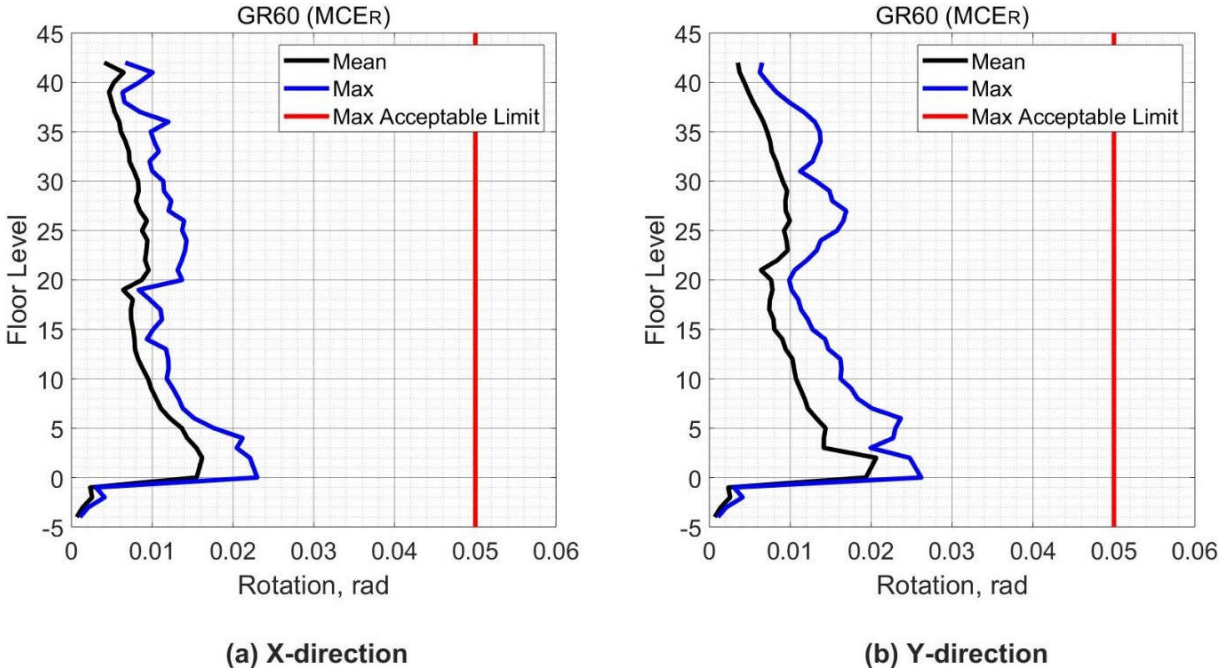 GR60 (MCER)
45
40
35
30
25
20
15
10
5
0
-5
Floor Level
Mean
Max
Max Acceptable Limit
0 0.01 0.02 0.03 0.04 0.05 0.06
Rotation, rad
(a) X-direction
GR60 (MCER)
45
40
35
30
25
20
15
10
5
0
-5
Floor Level
Mean
Max
Max Acceptable Limit
0 0.01 0.02 0.03 0.04 0.05 0.06
Rotation, rad
(b) Y-direction